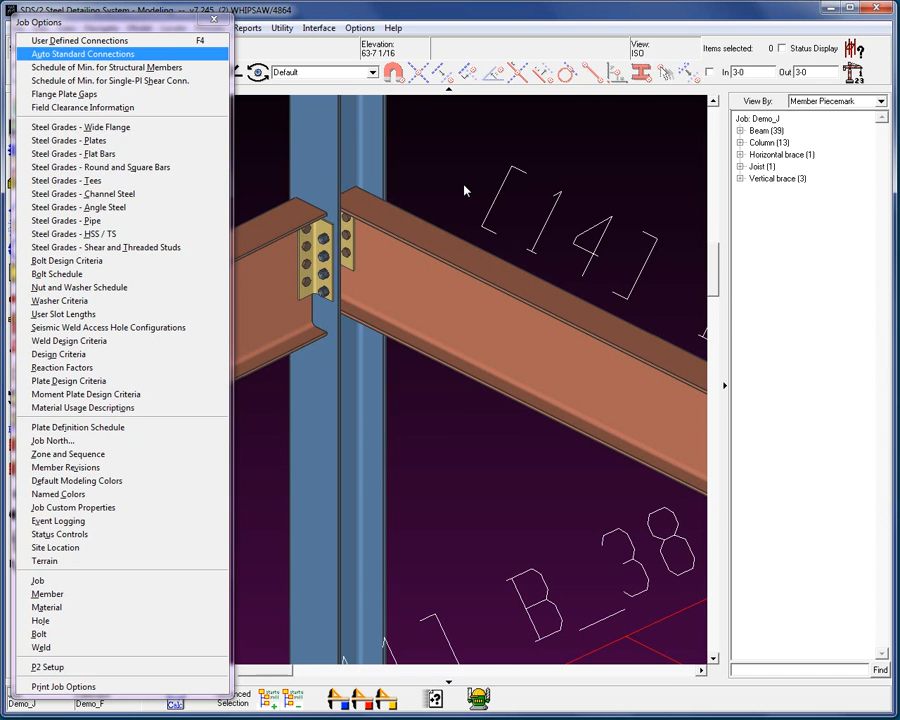 SDS/2 Steel Detailing System - Modeling -- v7.245 (2) WHIPSAW/4864
Job Options
Reports Utility Interface Options Help
User Defined Connections F4
Auto Standard Connections
Schedule of Min. for Structural Members
Schedule of Min. for Single-Pl Shear Conn.
Flange Plate Gaps
Field Clearance Information
Steel Grades - Wide Flange
Steel Grades - Plates
Steel Grades - Flat Bars
Steel Grades - Round and Square Bars
Steel Grades - Tees
Steel Grades - Channel Steel
Steel Grades - Angle Steel
Steel Grades - Pipe
Steel Grades - HSS / TS
Steel Grades - Shear and Threaded Studs
Bolt Design Criteria
Bolt Schedule
Nut and Washer Schedule
Washer Criteria
User Slot Lengths
Seismic Weld Access Hole Configurations
Weld Design Criteria
Design Criteria
Reaction Factors
Plate Design Criteria
Moment Plate Design Criteria
Material Usage Descriptions
Plate Definition Schedule
Job North...
Zone and Sequence
Member Revisions
Default Modeling Colors
Named Colors
Job Custom Properties
Event Logging
Status Controls
Site Location
Terrain
Job
Member
Material
Hole
Bolt
Weld
P2 Setup
Print Job Options
Elevation:
63-7 1/16
View:
ISO
Items selected: 0 Status Display
Default
In 3-0 Out 3-0
1 2 3
[14]
B_38
View By: Member Piecemark
Job: Demo_J
Beam (39)
Column (13)
Horizontal brace (1)
Joist (1)
Vertical brace (3)
Find
Demo_J Demo_F Calc
Selection